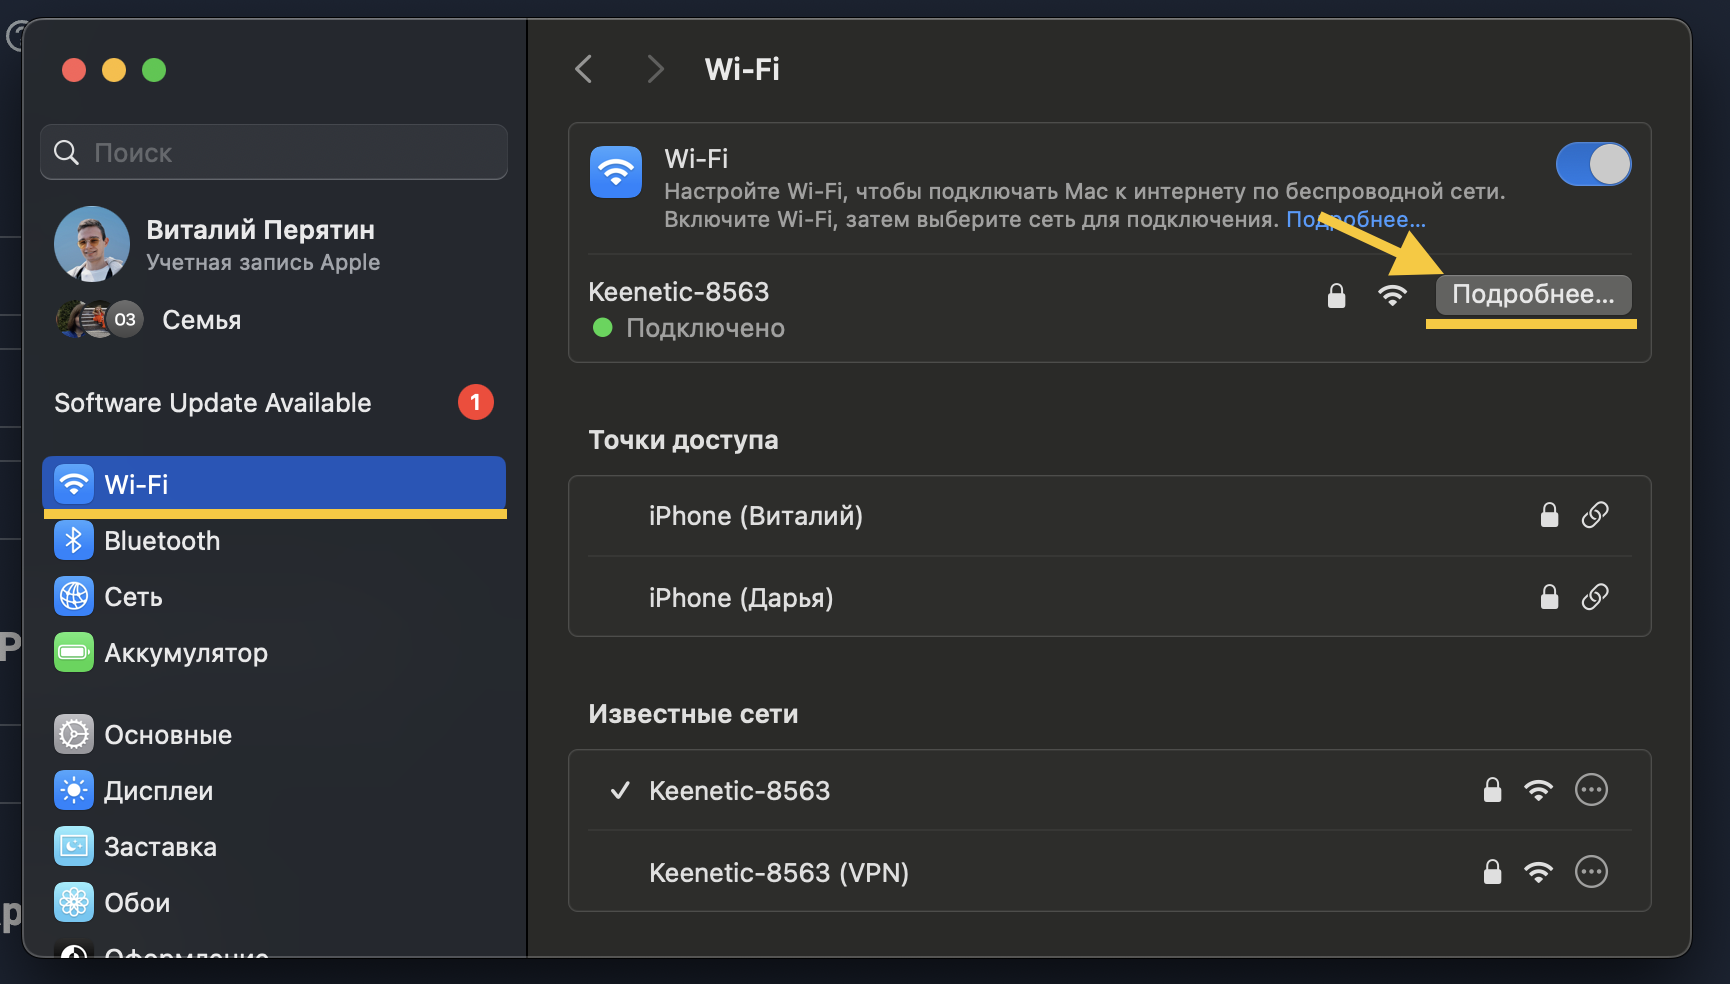 Wi-Fi
Поиск
Wi-Fi
Настройте Wi-Fi, чтобы подключать Mac к интернету по беспроводной сети.
Включите Wi-Fi, затем выберите сеть для подключения. Подробнее...
Виталий Перятин
Учетная запись Apple
03
Семья
Keenetic-8563
Подробнее...
Подключено
Software Update Available
1
Точки доступа
Wi-Fi
iPhone (Виталий)
Bluetooth
Сеть
iPhone (Дарья)
Аккумулятор
Известные сети
Основные
Дисплеи
Keenetic-8563
Заставка
Keenetic-8563 (VPN)
Обои